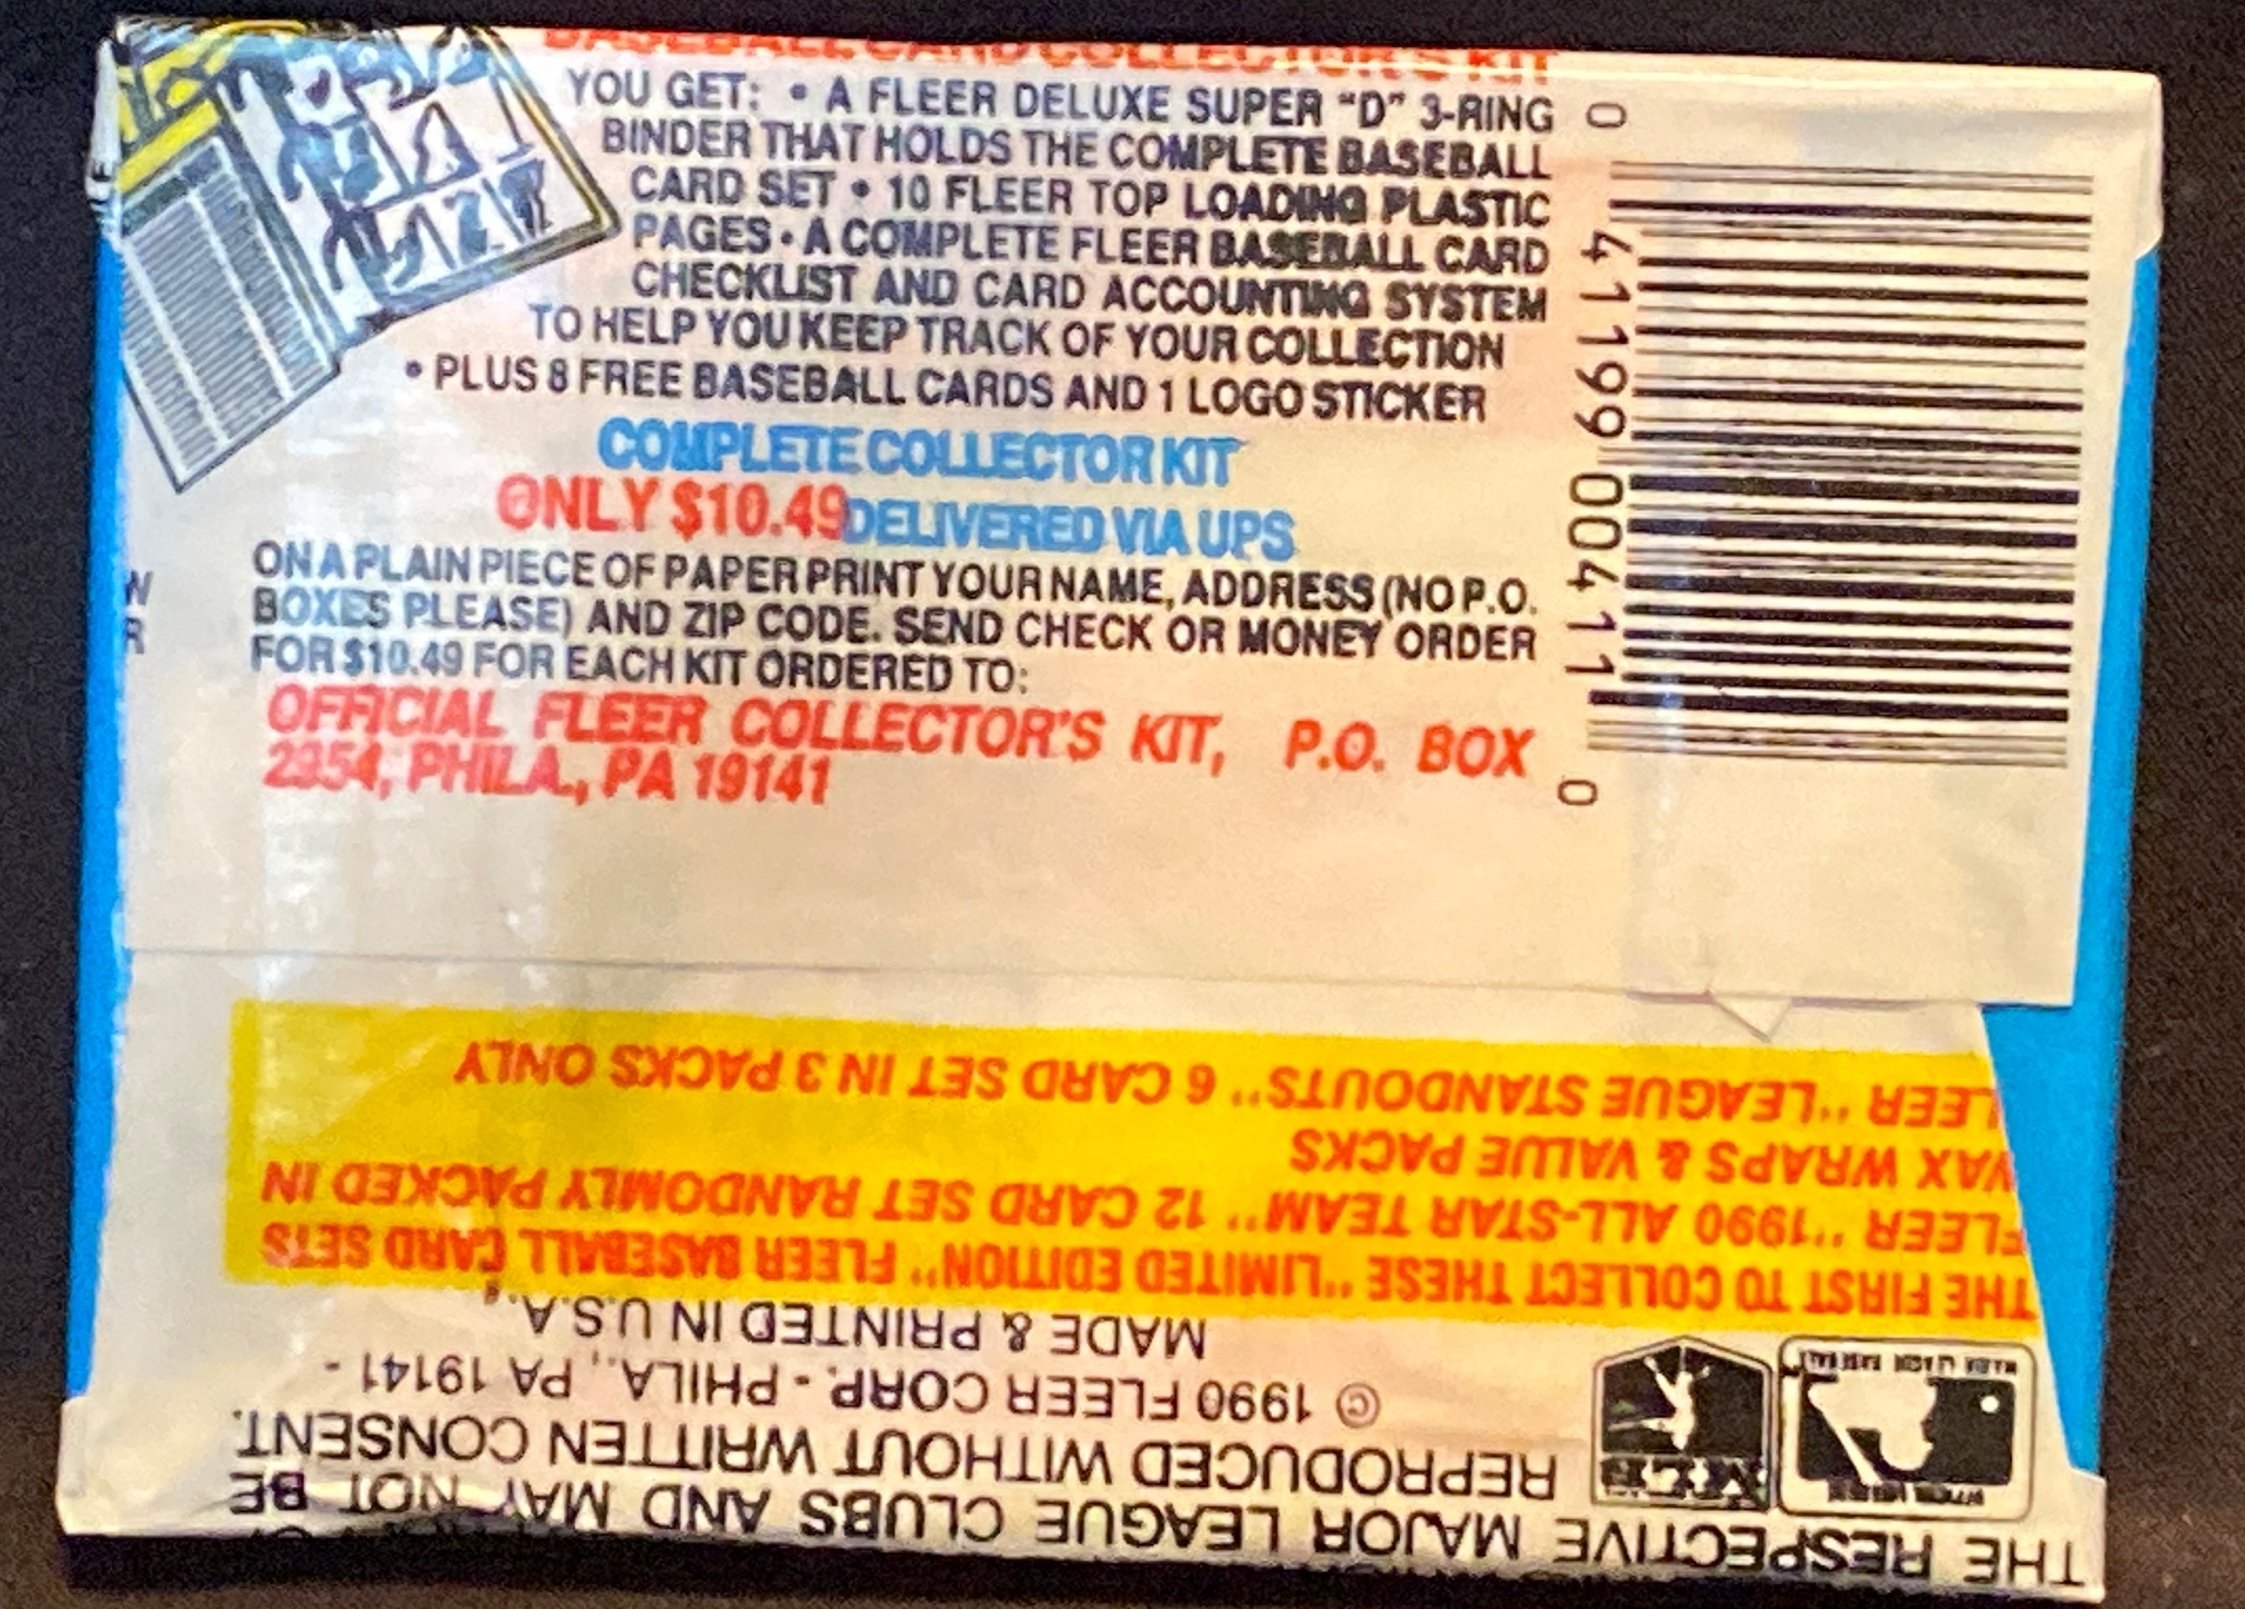 BASEBALL CARD COLLECTOR'S KIT
YOU GET: • A FLEER DELUXE SUPER "D" 3-RING
BINDER THAT HOLDS THE COMPLETE BASEBALL
CARD SET • 10 FLEER TOP LOADING PLASTIC
PAGES • A COMPLETE FLEER BASEBALL CARD
CHECKLIST AND CARD ACCOUNTING SYSTEM
TO HELP YOU KEEP TRACK OF YOUR COLLECTION
• PLUS 8 FREE BASEBALL CARDS AND 1 LOGO STICKER
COMPLETE COLLECTOR KIT
ONLY $10.49 DELIVERED VIA UPS
ON A PLAIN PIECE OF PAPER PRINT YOUR NAME, ADDRESS (NO P.O.
BOXES PLEASE) AND ZIP CODE. SEND CHECK OR MONEY ORDER
FOR $10.49 FOR EACH KIT ORDERED TO:
OFFICIAL FLEER COLLECTOR'S KIT, P.O. BOX
2354, PHILA., PA 19141
W
R
0 41199 00411 0
THE RESPECTIVE MAJOR LEAGUE CLUBS AND MAY NOT BE
REPRODUCED WITHOUT WRITTEN CONSENT.
© 1990 FLEER CORP. - PHILA., PA 19141 -
MADE & PRINTED IN U.S.A.
MAJOR LEAGUE BASEBALL
THE FIRST TO COLLECT THESE "LIMITED EDITION" FLEER BASEBALL CARD SETS
FLEER "1990 ALL-STAR TEAM" 12 CARD SET RANDOMLY PACKED IN
WAX WRAPS & VALUE PACKS
LEER "LEAGUE STANDOUTS" 6 CARD SET IN 3 PACKS ONLY